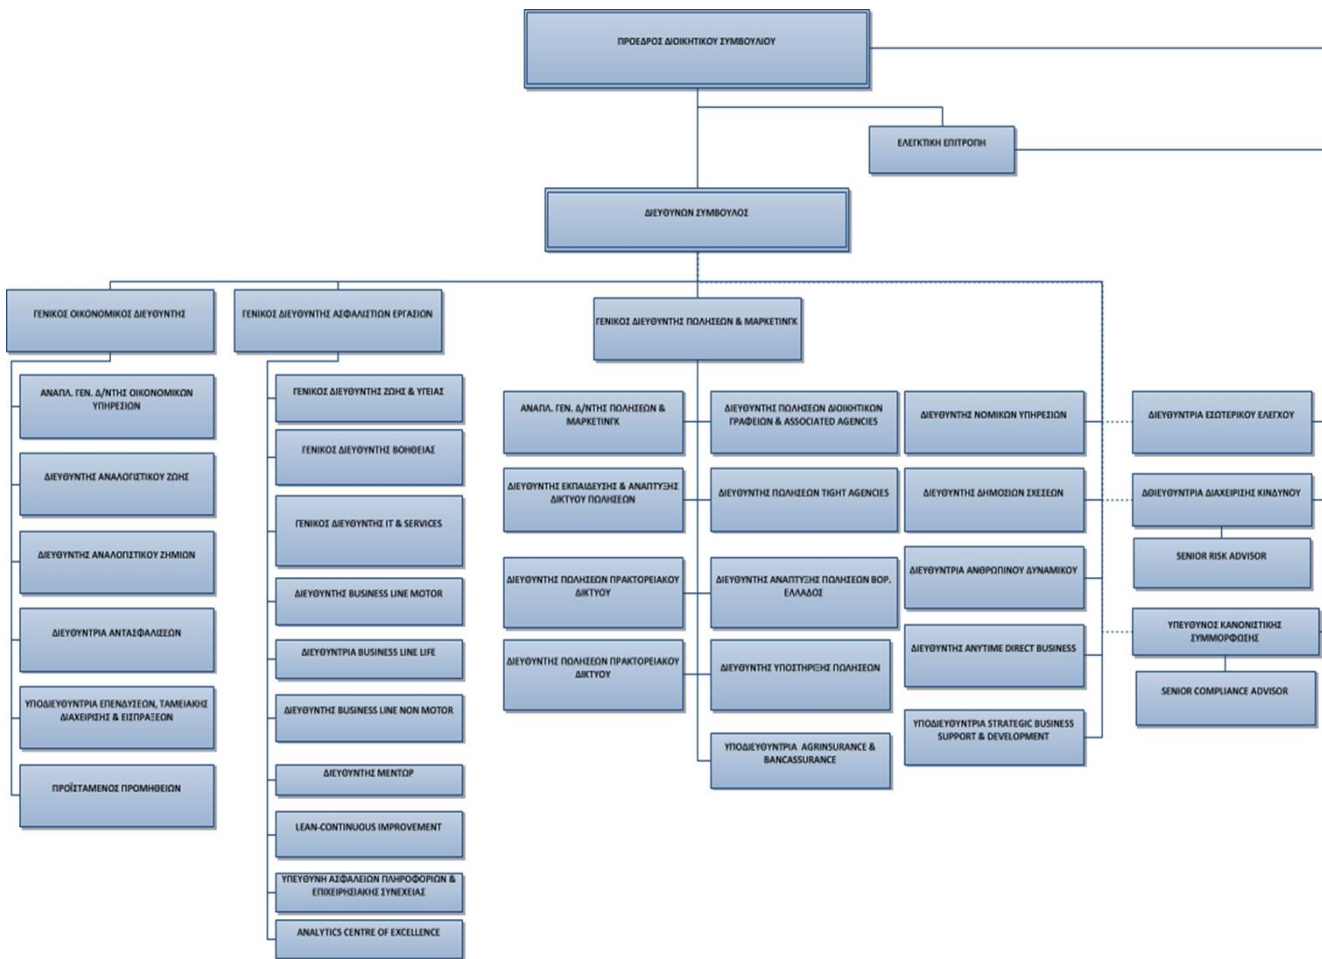 ΠΡΟΕΔΡΟΣ ΔΙΟΙΚΗΤΙΚΟΥ ΣΥΜΒΟΥΛΙΟΥ
ΕΛΕΓΚΤΙΚΗ ΕΠΙΤΡΟΠΗ
ΔΙΕΥΘΥΝΩΝ ΣΥΜΒΟΥΛΟΣ
ΓΕΝΙΚΟΣ ΟΙΚΟΝΟΜΙΚΟΣ ΔΙΕΥΘΥΝΤΗΣ
ΑΝΑΠΛ. ΓΕΝ. Δ/ΝΤΗΣ ΟΙΚΟΝΟΜΙΚΩΝ
ΥΠΗΡΕΣΙΩΝ
ΔΙΕΥΘΥΝΤΗΣ ΑΝΑΛΟΓΙΣΤΙΚΟΥ ΖΩΗΣ
ΔΙΕΥΘΥΝΤΗΣ ΑΝΑΛΟΓΙΣΤΙΚΟΥ ΖΗΜΙΩΝ
ΔΙΕΥΘΥΝΤΡΙΑ ΑΝΤΑΣΦΑΛΙΣΕΩΝ
ΥΠΟΔΙΕΥΘΥΝΤΡΙΑ ΕΠΕΝΔΥΣΕΩΝ, ΤΑΜΕΙΑΚΗΣ
ΔΙΑΧΕΙΡΙΣΗΣ & ΕΙΣΠΡΑΞΕΩΝ
ΠΡΟΪΣΤΑΜΕΝΟΣ ΠΡΟΜΗΘΕΙΩΝ
ΓΕΝΙΚΟΣ ΔΙΕΥΘΥΝΤΗΣ ΑΣΦΑΛΙΣΤΙΩΝ ΕΡΓΑΣΙΩΝ
ΓΕΝΙΚΟΣ ΔΙΕΥΘΥΝΤΗΣ ΖΩΗΣ & ΥΓΕΙΑΣ
ΓΕΝΙΚΟΣ ΔΙΕΥΘΥΝΤΗΣ ΒΟΗΘΕΙΑΣ
ΓΕΝΙΚΟΣ ΔΙΕΥΘΥΝΤΗΣ IT & SERVICES
ΔΙΕΥΘΥΝΤΗΣ BUSINESS LINE MOTOR
ΔΙΕΥΘΥΝΤΡΙΑ BUSINESS LINE LIFE
ΔΙΕΥΘΥΝΤΗΣ BUSINESS LINE NON MOTOR
ΔΙΕΥΘΥΝΤΗΣ ΜΕΝΤΩΡ
LEAN-CONTINUOUS IMPROVEMENT
ΥΠΕΥΘΥΝΗ ΑΣΦΑΛΕΙΩΝ ΠΛΗΡΟΦΟΡΙΩΝ &
ΕΠΙΧΕΙΡΗΣΙΑΚΗΣ ΣΥΝΕΧΕΙΑΣ
ANALYTICS CENTRE OF EXCELLENCE
ΓΕΝΙΚΟΣ ΔΙΕΥΘΥΝΤΗΣ ΠΩΛΗΣΕΩΝ & ΜΑΡΚΕΤΙΝΓΚ
ΑΝΑΠΛ. ΓΕΝ. Δ/ΝΤΗΣ ΠΩΛΗΣΕΩΝ &
ΜΑΡΚΕΤΙΝΓΚ
ΔΙΕΥΘΥΝΤΗΣ ΕΚΠΑΙΔΕΥΣΗΣ & ΑΝΑΠΤΥΞΗΣ
ΔΙΚΤΥΟΥ ΠΩΛΗΣΕΩΝ
ΔΙΕΥΘΥΝΤΗΣ ΠΩΛΗΣΕΩΝ ΠΡΑΚΤΟΡΕΙΑΚΟΥ
ΔΙΚΤΥΟΥ
ΔΙΕΥΘΥΝΤΗΣ ΠΩΛΗΣΕΩΝ ΠΡΑΚΤΟΡΕΙΑΚΟΥ
ΔΙΚΤΥΟΥ
ΔΙΕΥΘΥΝΤΗΣ ΠΩΛΗΣΕΩΝ ΔΙΟΙΚΗΤΙΚΩΝ
ΓΡΑΦΕΙΩΝ & ASSOCIATED AGENCIES
ΔΙΕΥΘΥΝΤΗΣ ΠΩΛΗΣΕΩΝ TIGHT AGENCIES
ΔΙΕΥΘΥΝΤΗΣ ΑΝΑΠΤΥΞΗΣ ΠΩΛΗΣΕΩΝ ΒΟΡ.
ΕΛΛΑΔΟΣ
ΔΙΕΥΘΥΝΤΗΣ ΥΠΟΣΤΗΡΙΞΗΣ ΠΩΛΗΣΕΩΝ
ΥΠΟΔΙΕΥΘΥΝΤΡΙΑ AGRINSURANCE &
BANCASSURANCE
ΔΙΕΥΘΥΝΤΗΣ ΝΟΜΙΚΩΝ ΥΠΗΡΕΣΙΩΝ
ΔΙΕΥΘΥΝΤΗΣ ΔΗΜΟΣΙΩΝ ΣΧΕΣΕΩΝ
ΔΙΕΥΘΥΝΤΡΙΑ ΑΝΘΡΩΠΙΝΟΥ ΔΥΝΑΜΙΚΟΥ
ΔΙΕΥΘΥΝΤΗΣ ANYTIME DIRECT BUSINESS
ΥΠΟΔΙΕΥΘΥΝΤΡΙΑ STRATEGIC BUSINESS
SUPPORT & DEVELOPMENT
ΔΙΕΥΘΥΝΤΡΙΑ ΕΣΩΤΕΡΙΚΟΥ ΕΛΕΓΧΟΥ
ΔΘΙΕΥΘΥΝΤΡΙΑ ΔΙΑΧΕΙΡΙΣΗΣ ΚΙΝΔΥΝΟΥ
SENIOR RISK ADVISOR
ΥΠΕΥΘΥΝΟΣ ΚΑΝΟΝΙΣΤΙΚΗΣ
ΣΥΜΜΟΡΦΩΣΗΣ
SENIOR COMPLIANCE ADVISOR